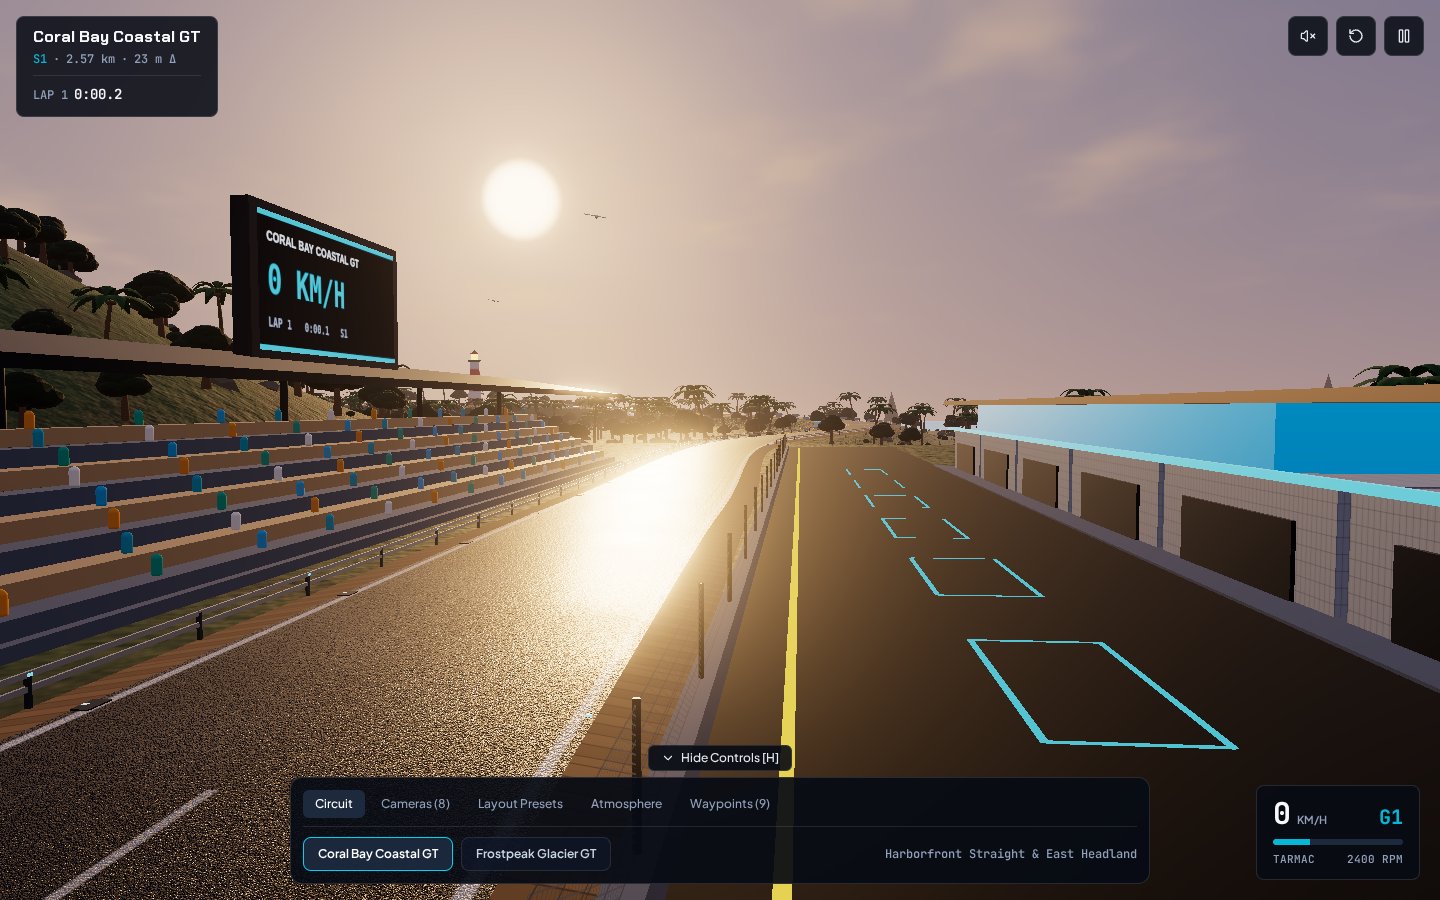 Coral Bay Coastal GT
S1 · 2.57 km · 23 m Δ
LAP 1 0:00.2
CORAL BAY COASTAL GT
0 KM/H
LAP 1 0:00.1 S1
Hide Controls [H]
Circuit Cameras (8) Layout Presets Atmosphere Waypoints (9)
Coral Bay Coastal GT Frostpeak Glacier GT Harborfront Straight & East Headland
0 KM/H G1
TARMAC 2400 RPM